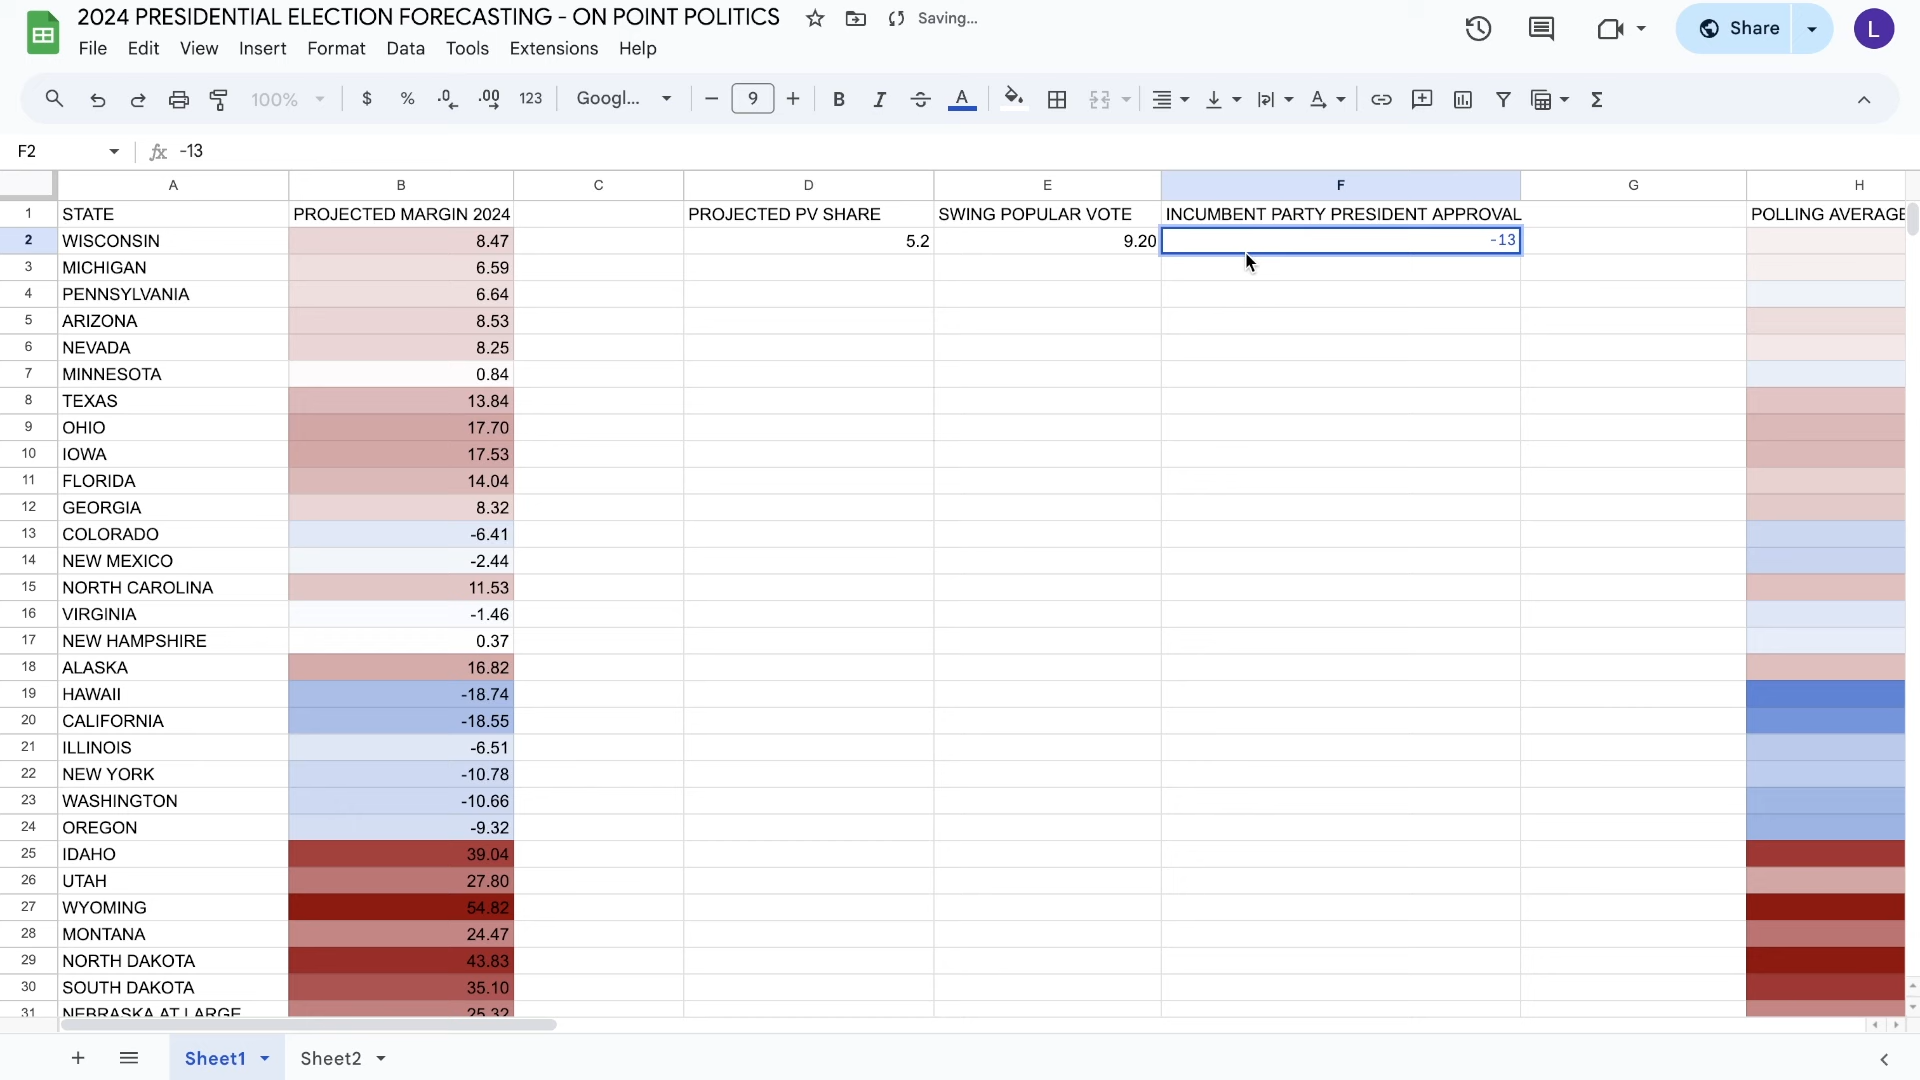 2024 PRESIDENTIAL ELECTION FORECASTING - ON POINT POLITICS Saving...
File Edit View Insert Format Data Tools Extensions Help
Share L
100% $ % .0 .00 123 Googl... 9 B I S A
F2 fx -13
A B C D E F G H
1 STATE PROJECTED MARGIN 2024 PROJECTED PV SHARE SWING POPULAR VOTE INCUMBENT PARTY PRESIDENT APPROVAL POLLING AVERAGE
2 WISCONSIN 8.47 5.2 9.20 -13
3 MICHIGAN 6.59
4 PENNSYLVANIA 6.64
5 ARIZONA 8.53
6 NEVADA 8.25
7 MINNESOTA 0.84
8 TEXAS 13.84
9 OHIO 17.70
10 IOWA 17.53
11 FLORIDA 14.04
12 GEORGIA 8.32
13 COLORADO -6.41
14 NEW MEXICO -2.44
15 NORTH CAROLINA 11.53
16 VIRGINIA -1.46
17 NEW HAMPSHIRE 0.37
18 ALASKA 16.82
19 HAWAII -18.74
20 CALIFORNIA -18.55
21 ILLINOIS -6.51
22 NEW YORK -10.78
23 WASHINGTON -10.66
24 OREGON -9.32
25 IDAHO 39.04
26 UTAH 27.80
27 WYOMING 54.82
28 MONTANA 24.47
29 NORTH DAKOTA 43.83
30 SOUTH DAKOTA 35.10
31 NEBRASKA AT LARGE 25.32
Sheet1 Sheet2